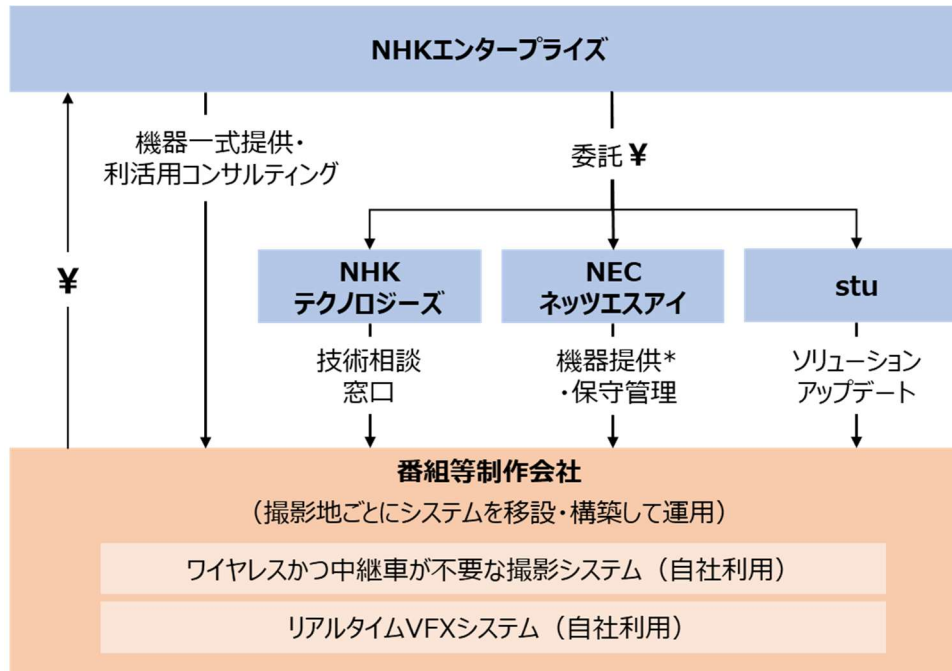 NHKエンタープライズ
機器一式提供・
利活用コンサルティング
委託 ¥
¥
NHK
テクノロジーズ
NEC
ネッツエスアイ
stu
技術相談
窓口
機器提供*
・保守管理
ソリューション
アップデート
番組等制作会社
（撮影地ごとにシステムを移設・構築して運用）
ワイヤレスかつ中継車が不要な撮影システム（自社利用）
リアルタイムVFXシステム（自社利用）